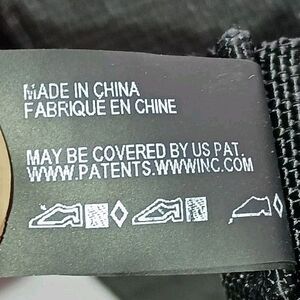 MADE IN CHINA
FABRIQUÉ EN CHINE
MAY BE COVERED BY US PAT.
WWW.PATENTS.WWWINC.COM